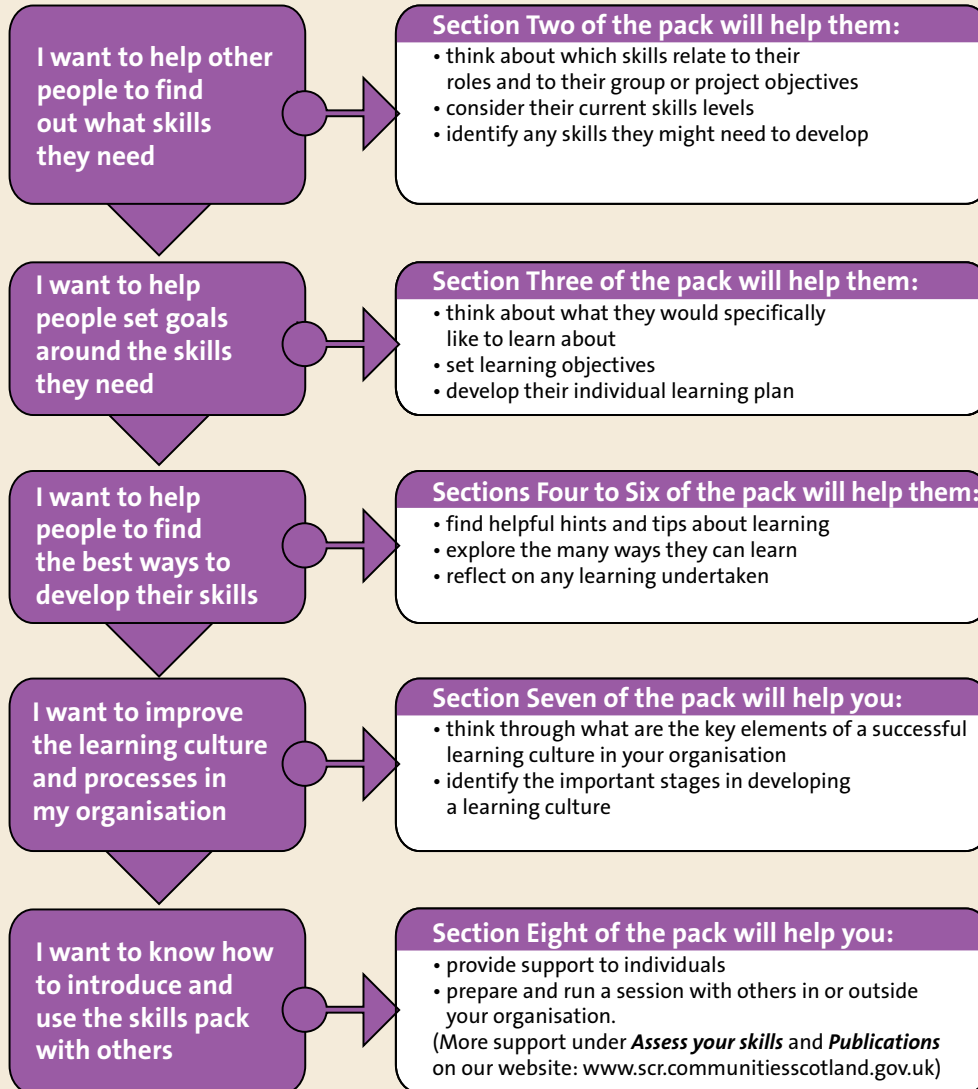 I want to help other
people to find
out what skills
they need
Section Two of the pack will help them:
• think about which skills relate to their
roles and to their group or project objectives
• consider their current skills levels
• identify any skills they might need to develop
I want to help
people set goals
around the skills
they need
Section Three of the pack will help them:
• think about what they would specifically
like to learn about
• set learning objectives
• develop their individual learning plan
I want to help
people to find
the best ways to
develop their skills
Sections Four to Six of the pack will help them:
• find helpful hints and tips about learning
• explore the many ways they can learn
• reflect on any learning undertaken
I want to improve
the learning culture
and processes in
my organisation
Section Seven of the pack will help you:
• think through what are the key elements of a successful
learning culture in your organisation
• identify the important stages in developing
a learning culture
I want to know how
to introduce and
use the skills pack
with others
Section Eight of the pack will help you:
• provide support to individuals
• prepare and run a session with others in or outside
your organisation.
(More support under Assess your skills and Publications
on our website: www.scr.communitiesscotland.gov.uk)